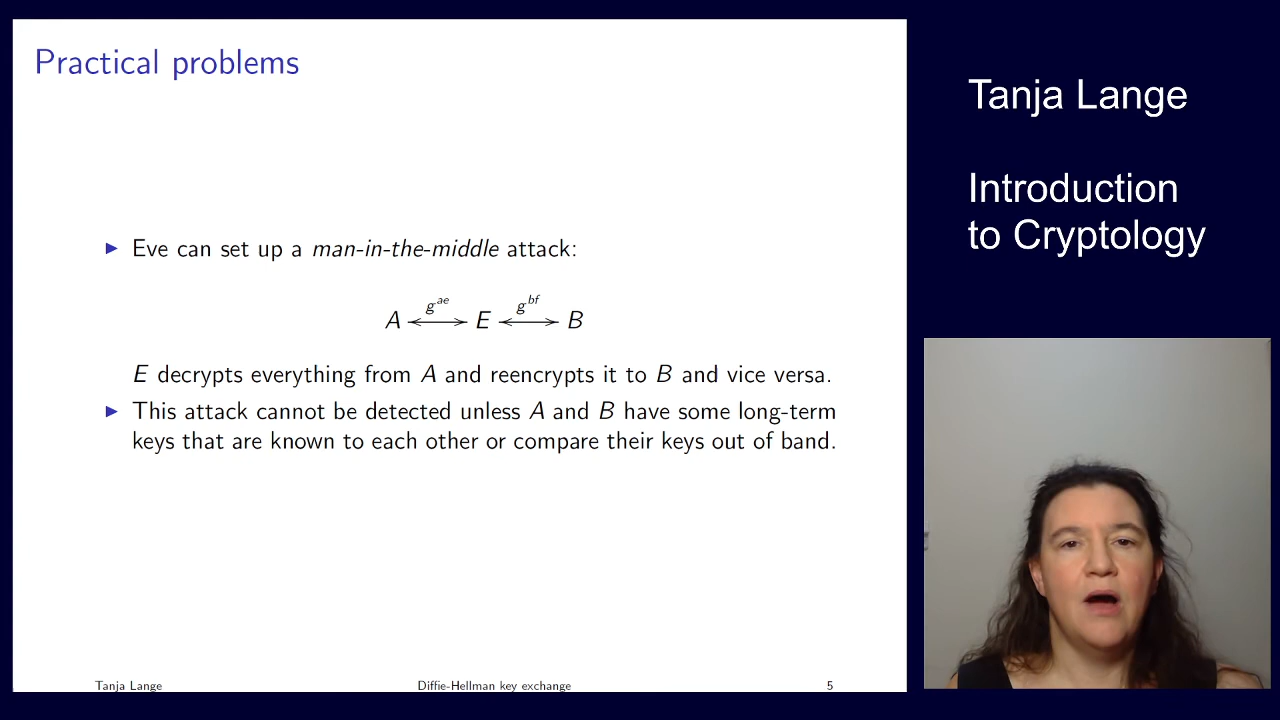 Practical problems
▶ Eve can set up a man-in-the-middle attack:
A g^{ae} E g^{bf} B
E decrypts everything from A and reencrypts it to B and vice versa.
▶ This attack cannot be detected unless A and B have some long-term
keys that are known to each other or compare their keys out of band.
Tanja Lange Diffie-Hellman key exchange 5
Tanja Lange
Introduction
to Cryptology